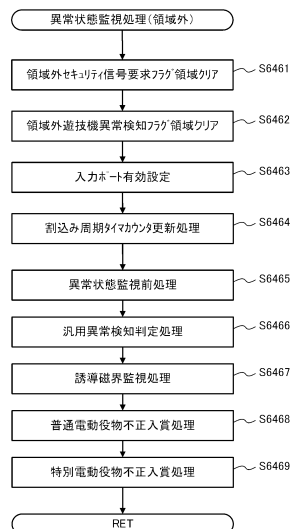 異常状態監視処理(領域外)
領域外セキュリティ信号要求フラグ領域クリア
S6461
領域外遊技機異常検知フラグ領域クリア
S6462
入力ポート有効設定
S6463
割込み周期タイマカウンタ更新処理
S6464
異常状態監視前処理
S6465
汎用異常検知判定処理
S6466
誘導磁界監視処理
S6467
普通電動役物不正入賞処理
S6468
特別電動役物不正入賞処理
S6469
RET